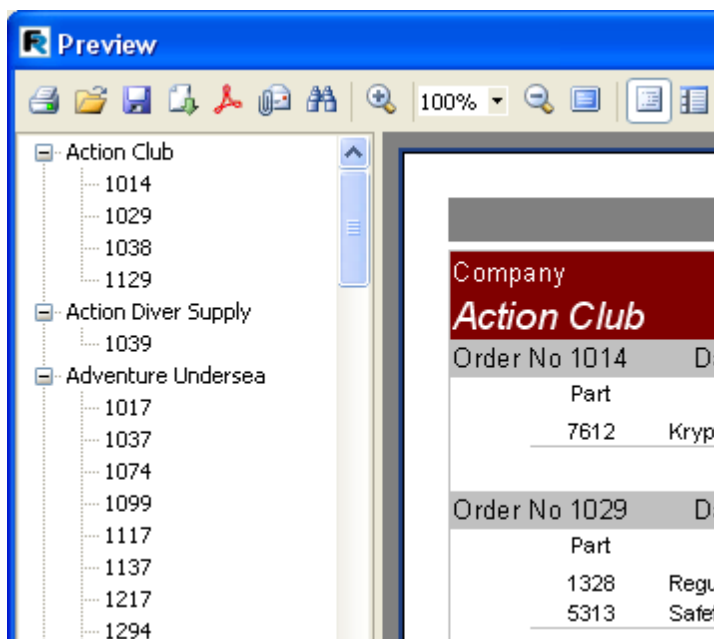 Preview
100%
Action Club
1014
1029
1038
1129
Action Diver Supply
1039
Adventure Undersea
1017
1037
1074
1099
1117
1137
1217
1294
Company
Action Club
Order No 1014
Part
7612
Order No 1029
Part
1328
5313